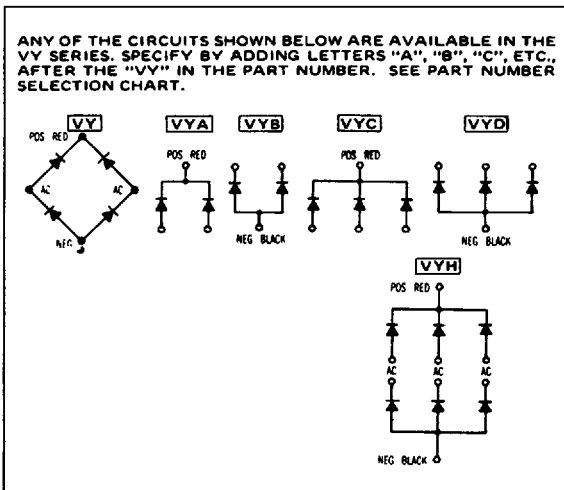 ANY OF THE CIRCUITS SHOWN BELOW ARE AVAILABLE IN THE
VY SERIES. SPECIFY BY ADDING LETTERS "A", "B", "C", ETC.,
AFTER THE "VY" IN THE PART NUMBER. SEE PART NUMBER
SELECTION CHART.
VY
POS RED
AC AC
NEG
VYA
POS RED
VYB
NEG BLACK
VYC
POS RED
VYD
NEG BLACK
VYH
POS RED
AC AC AC
NEG BLACK